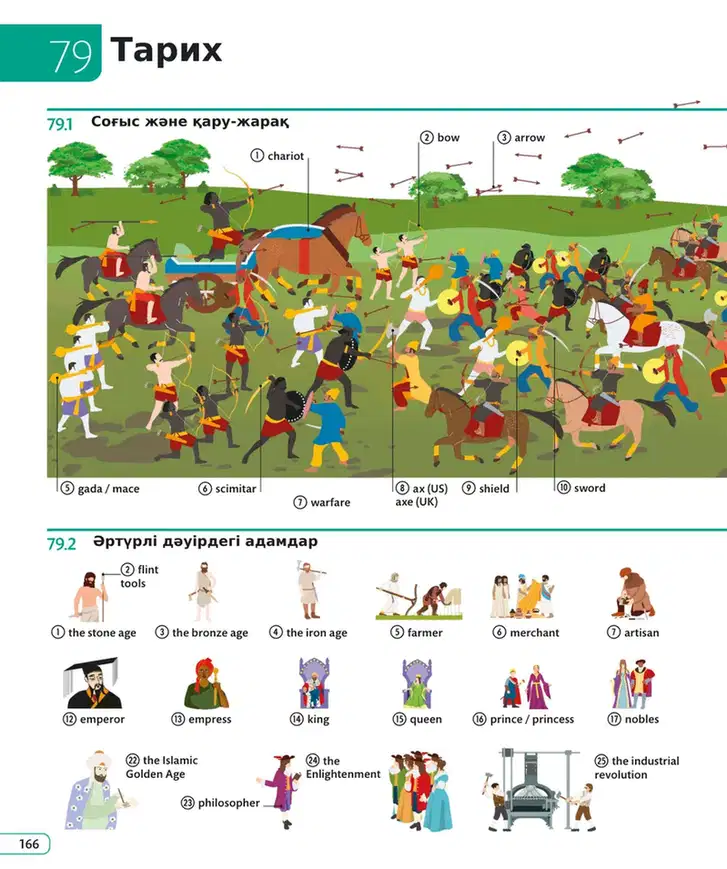 79 Тарих
79.1 Соғыс және қару-жарақ
② bow
③ arrow
① chariot
⑤ gada / mace
⑥ scimitar
⑦ warfare
⑧ ax (US)
axe (UK)
⑨ shield
⑩ sword
79.2 Әртүрлі дәуірдегі адамдар
② flint
tools
① the stone age
③ the bronze age
④ the iron age
⑤ farmer
⑥ merchant
⑦ artisan
⑫ emperor
⑬ empress
⑭ king
⑮ queen
⑯ prince / princess
⑰ nobles
㉒ the Islamic
Golden Age
㉓ philosopher
㉔ the
Enlightenment
㉕ the industrial
revolution
166